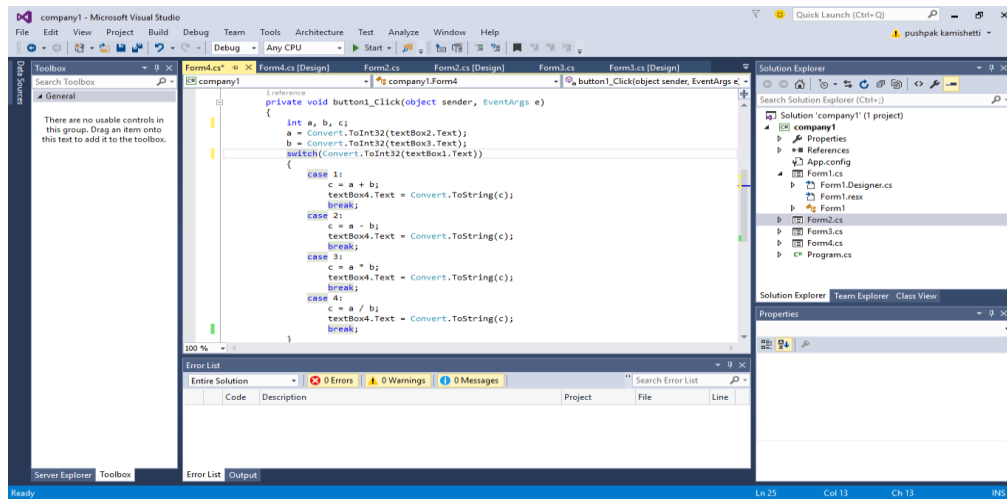 company1 - Microsoft Visual Studio
Quick Launch (Ctrl+Q)
File Edit View Project Build Debug Team Tools Architecture Test Analyze Window Help
pushpak kamishetti
Debug Any CPU Start
Data Sources
Toolbox
Search Toolbox
General
There are no usable controls in
this group. Drag an item onto
this text to add it to the toolbox.
Server Explorer Toolbox
Form4.cs* Form4.cs [Design] Form2.cs Form2.cs [Design] Form3.cs Form3.cs [Design]
C# company1 company1.Form4 button1_Click(object sender, EventArgs e)
1 reference
private void button1_Click(object sender, EventArgs e)
{
int a, b, c;
a = Convert.ToInt32(textBox2.Text);
b = Convert.ToInt32(textBox3.Text);
switch(Convert.ToInt32(textBox1.Text))
{
case 1:
c = a + b;
textBox4.Text = Convert.ToString(c);
break;
case 2:
c = a - b;
textBox4.Text = Convert.ToString(c);
break;
case 3:
c = a * b;
textBox4.Text = Convert.ToString(c);
break;
case 4:
c = a / b;
textBox4.Text = Convert.ToString(c);
break;
}
100 %
Error List
Entire Solution 0 Errors 0 Warnings 0 Messages Search Error List
Code Description Project File Line
Error List Output
Solution Explorer
Search Solution Explorer (Ctrl+;)
Solution 'company1' (1 project)
C# company1
Properties
References
App.config
Form1.cs
Form1.Designer.cs
Form1.resx
Form1
Form2.cs
Form3.cs
Form4.cs
C# Program.cs
Solution Explorer Team Explorer Class View
Properties
Ready Ln 25 Col 13 Ch 13 INS